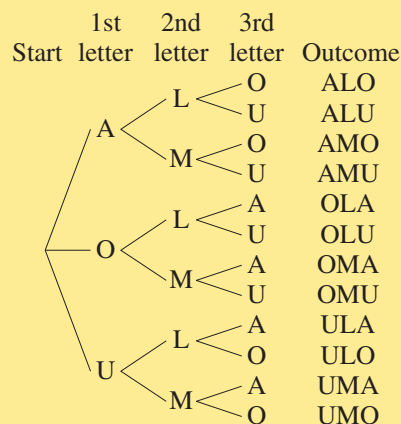 1st 2nd 3rd
Start letter letter letter Outcome
O ALO
L
U ALU
A
O AMO
M
U AMU
A OLA
L
U OLU
O
A OMA
M
U OMU
A ULA
L
O ULO
U
A UMA
M
O UMO